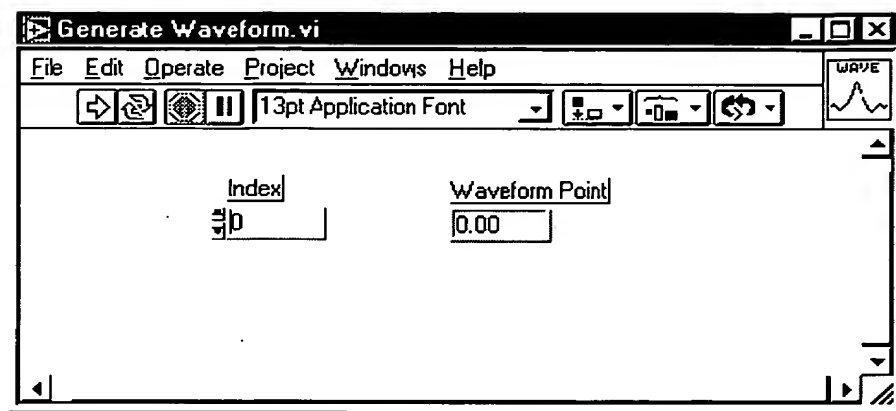 Generate Waveform.vi
File Edit Operate Project Windows Help
WAVE
13pt Application Font
Index
Waveform Point
0
0.00